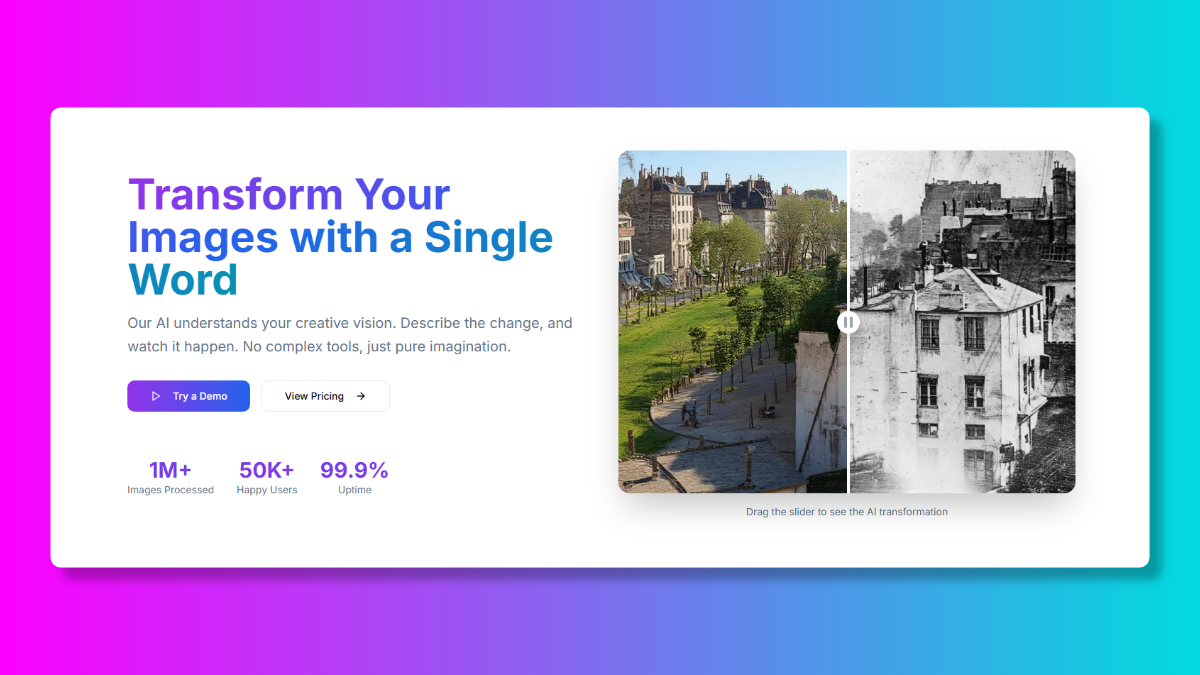 Transform Your
Images with a Single
Word
Our AI understands your creative vision. Describe the change, and
watch it happen. No complex tools, just pure imagination.
Try a Demo
View Pricing
1M+
50K+
99.9%
Images Processed
Happy Users
Uptime
Drag the slider to see the AI transformation